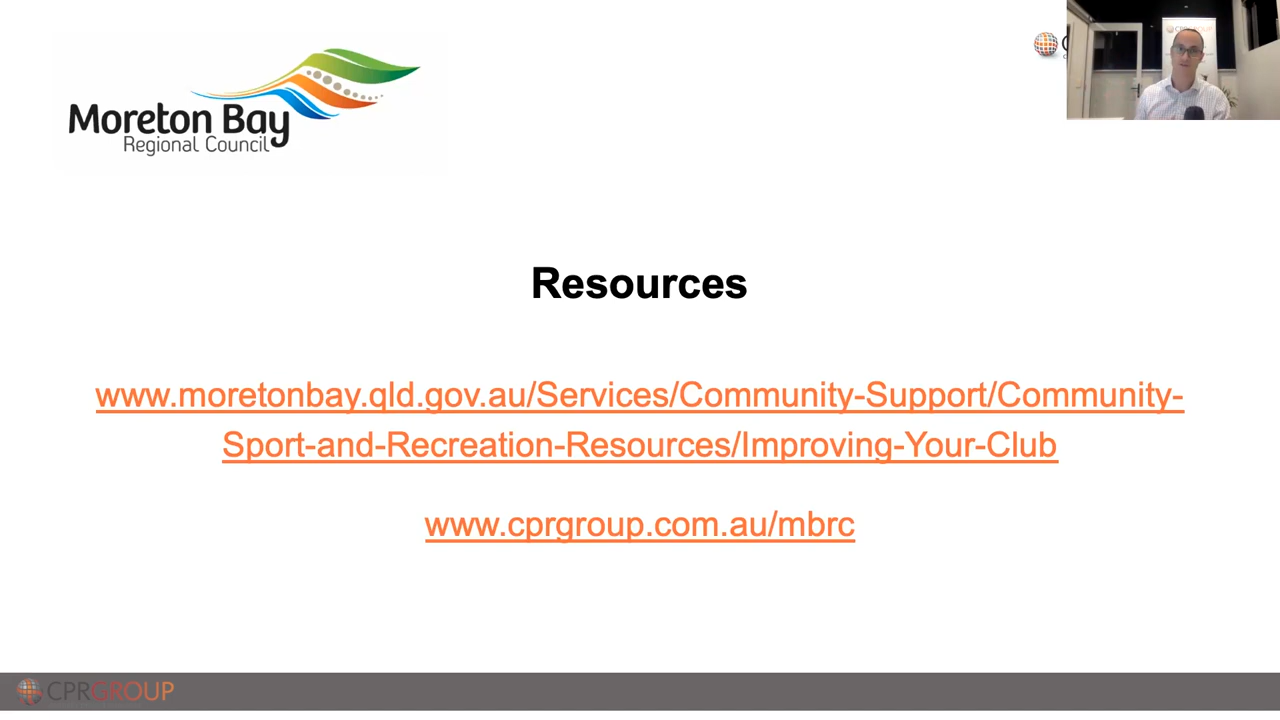 Moreton Bay
Regional Council
CPRGROUP
Resources
www.moretonbay.qld.gov.au/Services/Community-Support/Community-
Sport-and-Recreation-Resources/Improving-Your-Club
www.cprgroup.com.au/mbrc
CPRGROUP